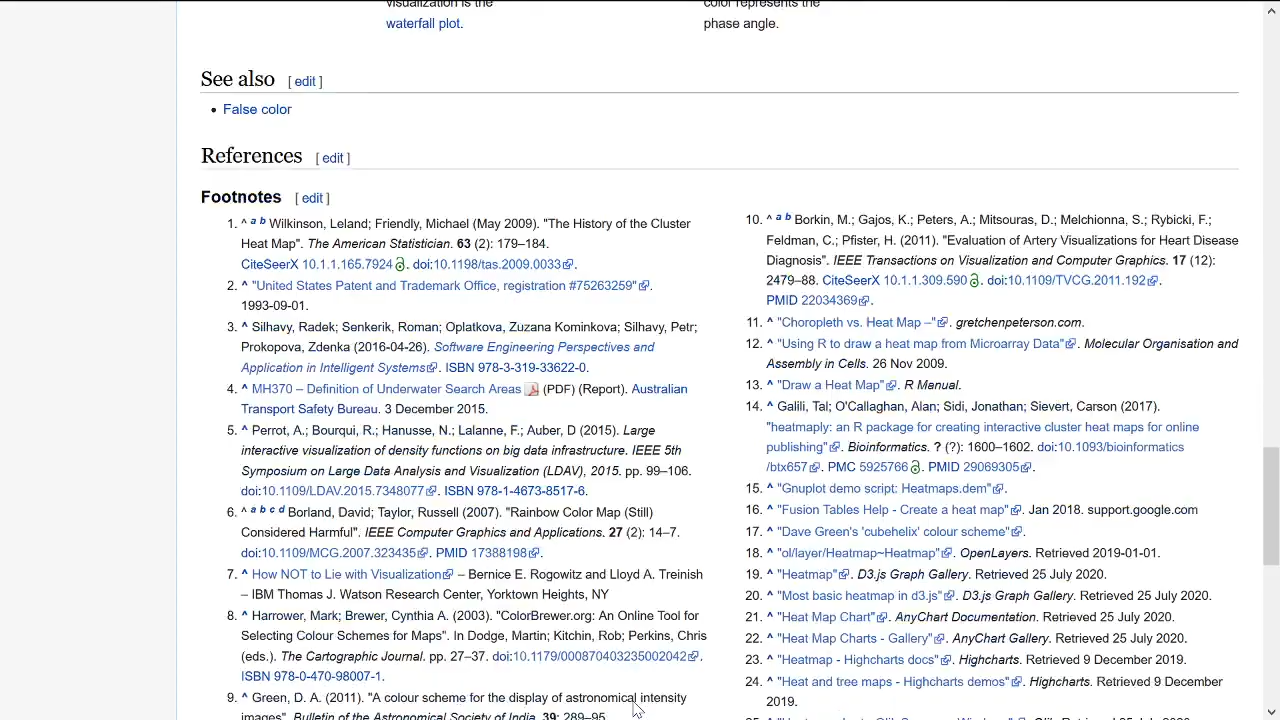 visualization is the
waterfall plot.
color represents the
phase angle.
See also [ edit ]
• False color
References [ edit ]
Footnotes [ edit ]
1. ^ a b Wilkinson, Leland; Friendly, Michael (May 2009). "The History of the Cluster
Heat Map". The American Statistician. 63 (2): 179–184.
CiteSeerX 10.1.1.165.7924. doi:10.1198/tas.2009.0033.
2. ^ "United States Patent and Trademark Office, registration #75263259".
1993-09-01.
3. ^ Silhavy, Radek; Senkerik, Roman; Oplatkova, Zuzana Kominkova; Silhavy, Petr;
Prokopova, Zdenka (2016-04-26). Software Engineering Perspectives and
Application in Intelligent Systems. ISBN 978-3-319-33622-0.
4. ^ MH370 – Definition of Underwater Search Areas (PDF) (Report). Australian
Transport Safety Bureau. 3 December 2015.
5. ^ Perrot, A.; Bourqui, R.; Hanusse, N.; Lalanne, F.; Auber, D (2015). Large
interactive visualization of density functions on big data infrastructure. IEEE 5th
Symposium on Large Data Analysis and Visualization (LDAV), 2015. pp. 99–106.
doi:10.1109/LDAV.2015.7348077. ISBN 978-1-4673-8517-6.
6. ^ a b c d Borland, David; Taylor, Russell (2007). "Rainbow Color Map (Still)
Considered Harmful". IEEE Computer Graphics and Applications. 27 (2): 14–7.
doi:10.1109/MCG.2007.323435. PMID 17388198.
7. ^ How NOT to Lie with Visualization – Bernice E. Rogowitz and Lloyd A. Treinish
– IBM Thomas J. Watson Research Center, Yorktown Heights, NY
8. ^ Harrower, Mark; Brewer, Cynthia A. (2003). "ColorBrewer.org: An Online Tool for
Selecting Colour Schemes for Maps". In Dodge, Martin; Kitchin, Rob; Perkins, Chris
(eds.). The Cartographic Journal. pp. 27–37. doi:10.1179/000870403235002042.
ISBN 978-0-470-98007-1.
9. ^ Green, D. A. (2011). "A colour scheme for the display of astronomical intensity
images". Bulletin of the Astronomical Society of India. 39: 289–95.
10. ^ a b Borkin, M.; Gajos, K.; Peters, A.; Mitsouras, D.; Melchionna, S.; Rybicki, F.;
Feldman, C.; Pfister, H. (2011). "Evaluation of Artery Visualizations for Heart Disease
Diagnosis". IEEE Transactions on Visualization and Computer Graphics. 17 (12):
2479–88. CiteSeerX 10.1.1.309.590. doi:10.1109/TVCG.2011.192.
PMID 22034369.
11. ^ "Choropleth vs. Heat Map –". gretchenpeterson.com.
12. ^ "Using R to draw a heat map from Microarray Data". Molecular Organisation and
Assembly in Cells. 26 Nov 2009.
13. ^ "Draw a Heat Map". R Manual.
14. ^ Galili, Tal; O'Callaghan, Alan; Sidi, Jonathan; Sievert, Carson (2017).
"heatmaply: an R package for creating interactive cluster heat maps for online
publishing". Bioinformatics. ? (?): 1600–1602. doi:10.1093/bioinformatics
/btx657. PMC 5925766. PMID 29069305.
15. ^ "Gnuplot demo script: Heatmaps.dem".
16. ^ "Fusion Tables Help - Create a heat map". Jan 2018. support.google.com
17. ^ "Dave Green's 'cubehelix' colour scheme".
18. ^ "ol/layer/Heatmap~Heatmap". OpenLayers. Retrieved 2019-01-01.
19. ^ "Heatmap". D3.js Graph Gallery. Retrieved 25 July 2020.
20. ^ "Most basic heatmap in d3.js". D3.js Graph Gallery. Retrieved 25 July 2020.
21. ^ "Heat Map Chart". AnyChart Documentation. Retrieved 25 July 2020.
22. ^ "Heat Map Charts - Gallery". AnyChart Gallery. Retrieved 25 July 2020.
23. ^ "Heatmap - Highcharts docs". Highcharts. Retrieved 9 December 2019.
24. ^ "Heat and tree maps - Highcharts demos". Highcharts. Retrieved 9 December
2019.